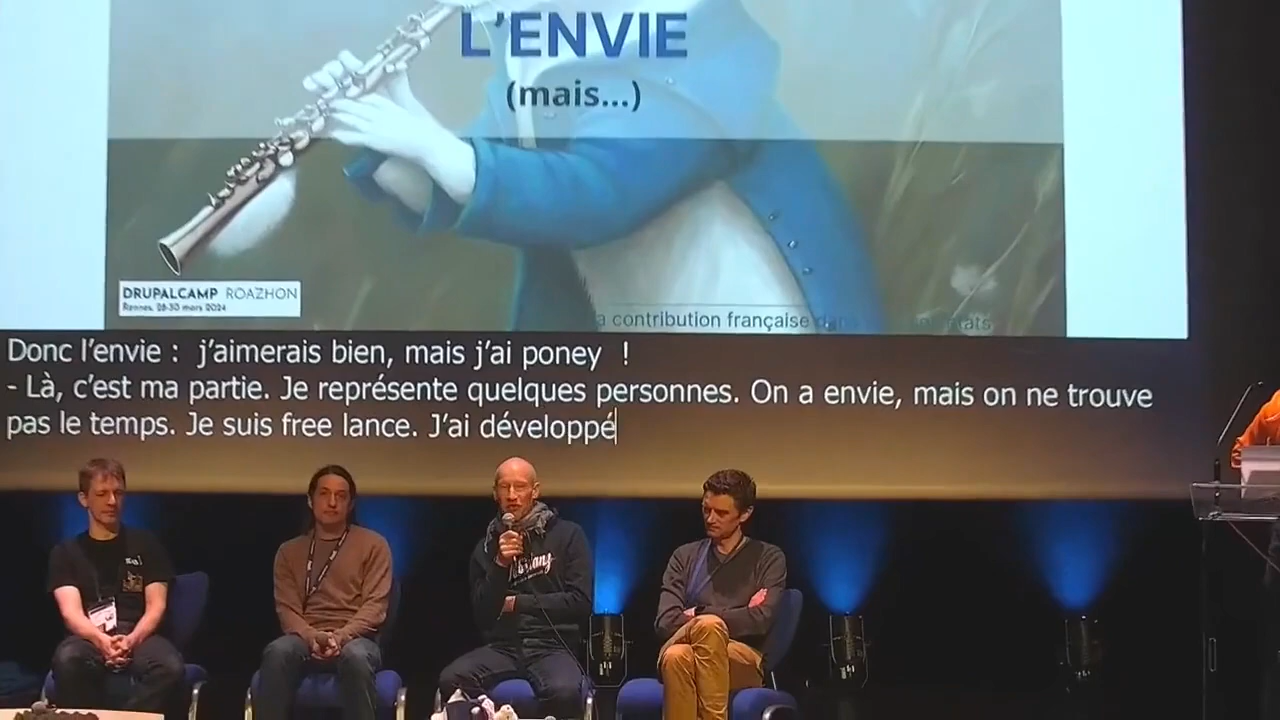 L'ENVIE
(mais...)
DRUPALCAMP ROAZHON
Rennes, 28-30 mars 2024
a contribution française
Donc l'envie : j'aimerais bien, mais j'ai poney !
- Là, c'est ma partie. Je représente quelques personnes. On a envie, mais on ne trouve
pas le temps. Je suis free lance. J'ai développé